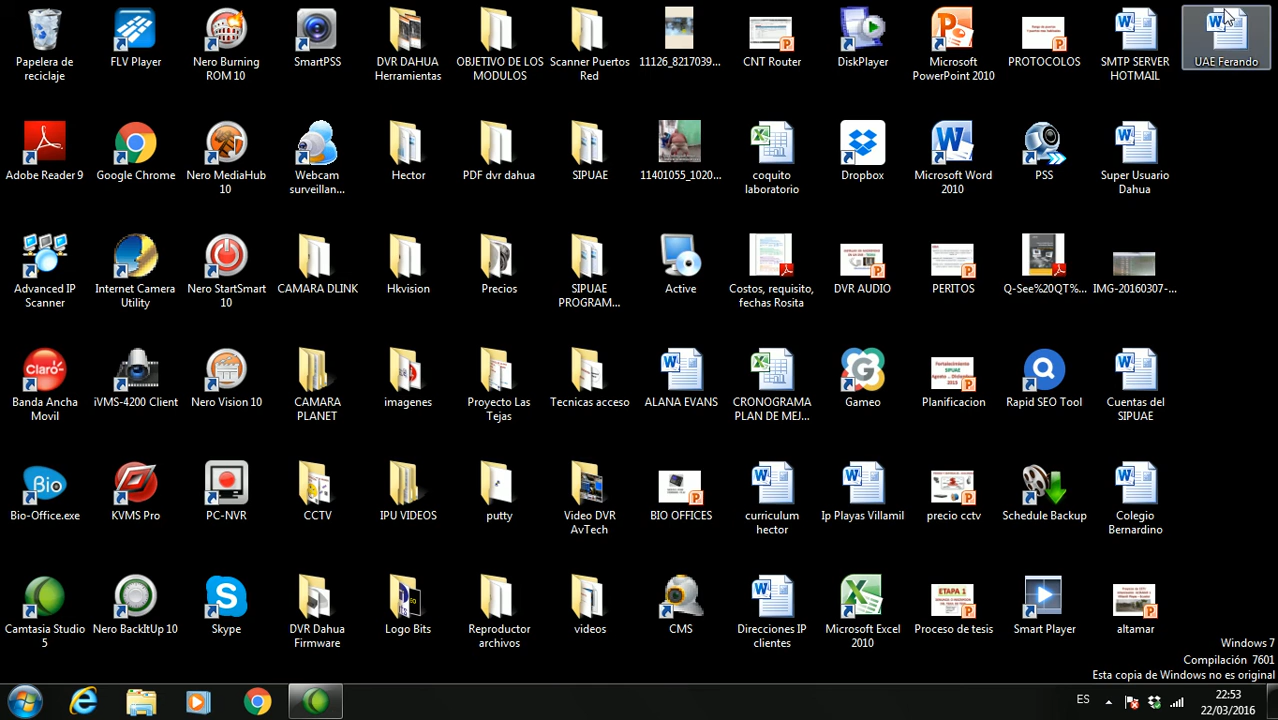 Papelera de
reciclaje
FLV Player
Nero Burning
ROM 10
SmartPSS
DVR DAHUA
Herramientas
OBJETIVO DE LOS
MODULOS
Scanner Puertos
Red
11126_8217039...
CNT Router
DiskPlayer
Microsoft
PowerPoint 2010
PROTOCOLOS
SMTP SERVER
HOTMAIL
UAE Ferando
Adobe Reader 9
Google Chrome
Nero MediaHub
10
Webcam
surveillan...
Hector
PDF dvr dahua
SIPUAE
11401055_1020...
coquito
laboratorio
Dropbox
Microsoft Word
2010
PSS
Super Usuario
Dahua
Advanced IP
Scanner
Internet Camera
Utility
Nero StartSmart
10
CAMARA DLINK
Hkvision
Precios
SIPUAE
PROGRAM...
Active
Costos, requisito,
fechas Rosita
DVR AUDIO
PERITOS
Q-See%20QT%...
IMG-20160307-...
Banda Ancha
Movil
iVMS-4200 Client
Nero Vision 10
CAMARA
PLANET
imagenes
Proyecto Las
Tejas
Tecnicas acceso
ALANA EVANS
CRONOGRAMA
PLAN DE MEJ...
Gameo
Planificacion
Rapid SEO Tool
Cuentas del
SIPUAE
Bio-Office.exe
KVMS Pro
PC-NVR
CCTV
IPU VIDEOS
putty
Video DVR
AvTech
BIO OFFICES
curriculum
hector
Ip Playas Villamil
precio cctv
Schedule Backup
Colegio
Bernardino
Camtasia Studio
5
Nero BackItUp 10
Skype
DVR Dahua
Firmware
Logo Bits
Reproductor
archivos
videos
CMS
Direcciones IP
clientes
Microsoft Excel
2010
ETAPA 1
Proceso de tesis
Smart Player
altamar
Windows 7
Compilación 7601
Esta copia de Windows no es original
ES
22:53
22/03/2016